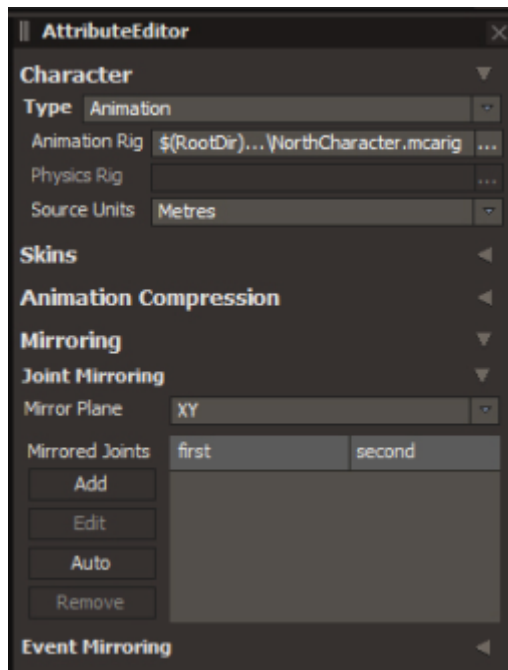 AttributeEditor
Character
Type Animation
Animation Rig $(RootDir)...\NorthCharacter.mcarig ...
Physics Rig ...
Source Units Metres
Skins
Animation Compression
Mirroring
Joint Mirroring
Mirror Plane XY
Mirrored Joints first second
Add
Edit
Auto
Remove
Event Mirroring